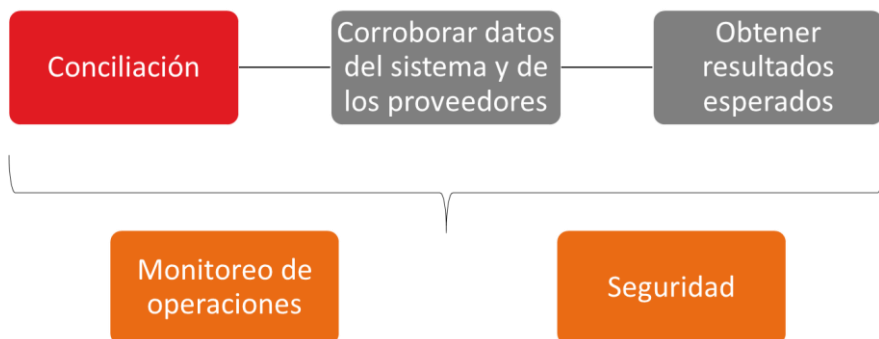 Conciliación
Corroborar datos
del sistema y de
los proveedores
Obtener
resultados
esperados
Monitoreo de
operaciones
Seguridad